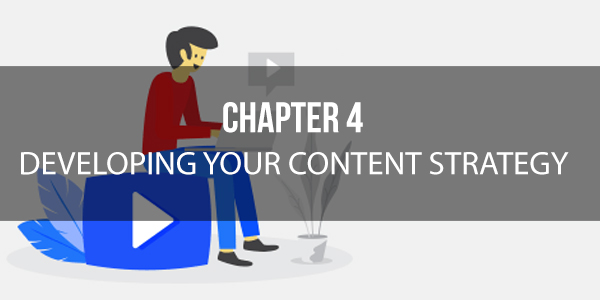 CHAPTER 4
DEVELOPING YOUR CONTENT STRATEGY